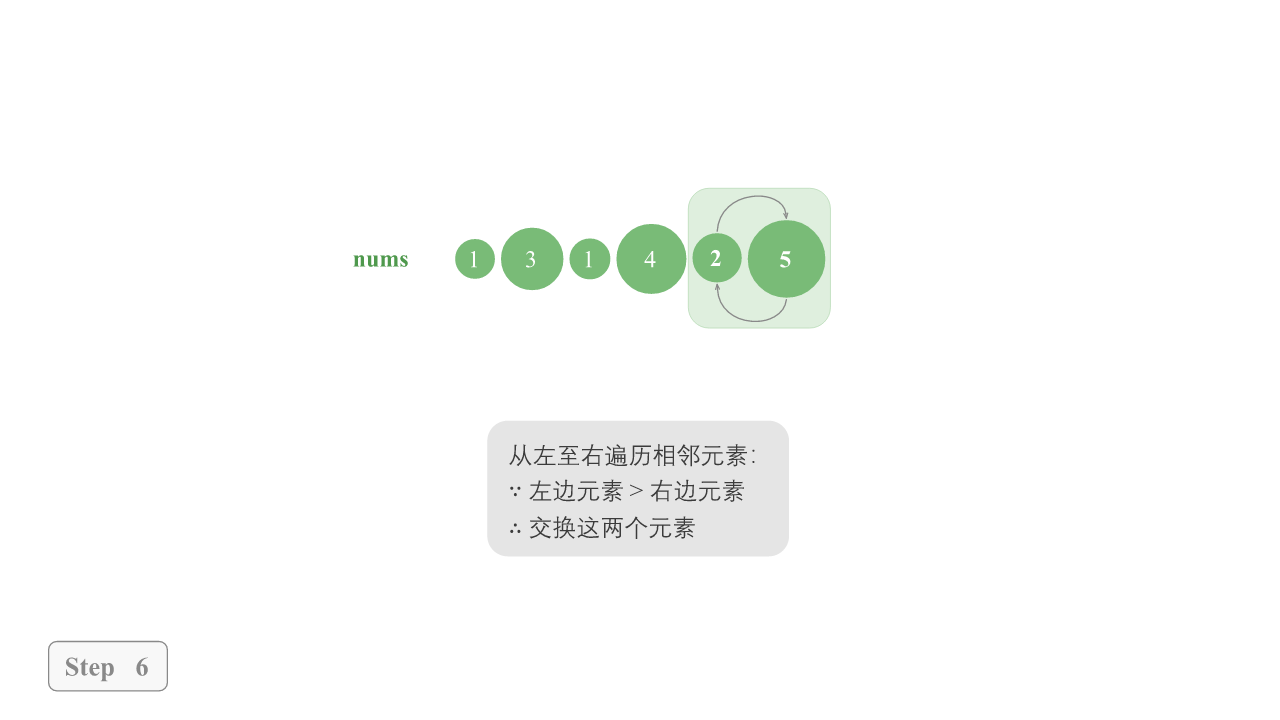 nums 1 3 1 4 2 5
从左至右遍历相邻元素:
∵ 左边元素 > 右边元素
∴ 交换这两个元素
Step 6